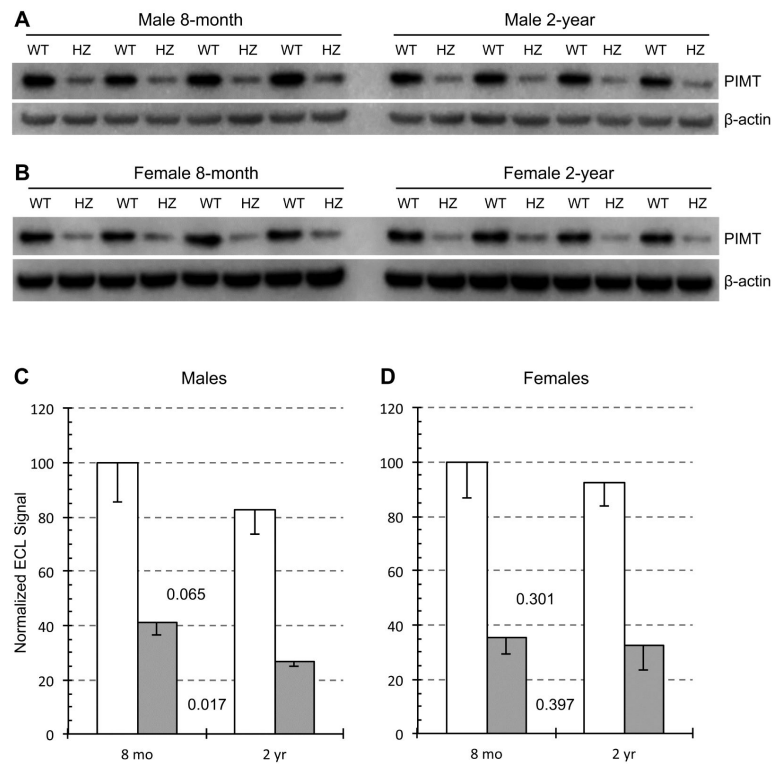 A
Male 8-month Male 2-year
WT HZ WT HZ WT HZ WT HZ WT HZ WT HZ WT HZ WT HZ
PIMT
β-actin
B
Female 8-month Female 2-year
WT HZ WT HZ WT HZ WT HZ WT HZ WT HZ WT HZ WT HZ
PIMT
β-actin
C Males
Normalized ECL Signal
120
100
80
60
40
20
0
0.065
0.017
8 mo 2 yr
D Females
120
100
80
60
40
20
0
0.301
0.397
8 mo 2 yr